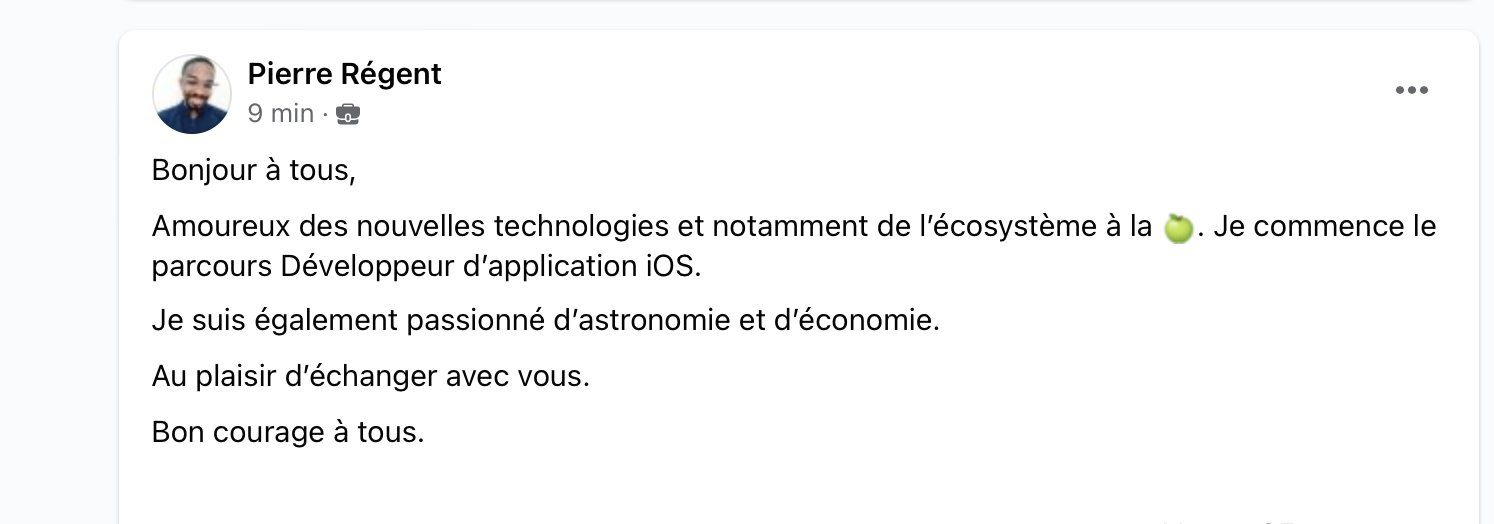 Pierre Régent
9 min ·
Bonjour à tous,
Amoureux des nouvelles technologies et notamment de l’écosystème à la 🍏. Je commence le
parcours Développeur d’application iOS.
Je suis également passionné d’astronomie et d’économie.
Au plaisir d’échanger avec vous.
Bon courage à tous.